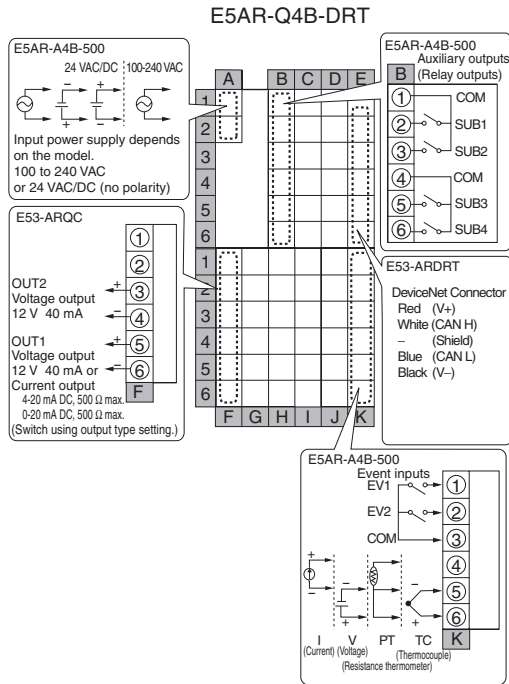 E5AR-Q4B-DRT
E5AR-A4B-500
24 VAC/DC 100-240 VAC
− + + −
Input power supply depends
on the model.
100 to 240 VAC
or 24 VAC/DC (no polarity)
A B C D E
1
2
3
4
5
6
1
2
3
4
5
6
F G H I J K
E5AR-A4B-500
Auxiliary outputs
(Relay outputs)
B
1 COM
2 SUB1
3 SUB2
4 COM
5 SUB3
6 SUB4
E53-ARQC
1
2
OUT2
Voltage output
12 V 40 mA
+ 3
− 4
OUT1
Voltage output
12 V 40 mA or
Current output
4-20 mA DC, 500 Ω max.
0-20 mA DC, 500 Ω max.
(Switch using output type setting.)
+ 5
− 6
F
E53-ARDRT
DeviceNet Connector
Red (V+)
White (CAN H)
– (Shield)
Blue (CAN L)
Black (V–)
E5AR-A4B-500
Event inputs
EV1 1
EV2 2
COM 3
4
5
6
+ − − + − +
I V PT TC K
(Current) (Voltage) (Thermocouple)
(Resistance thermometer)